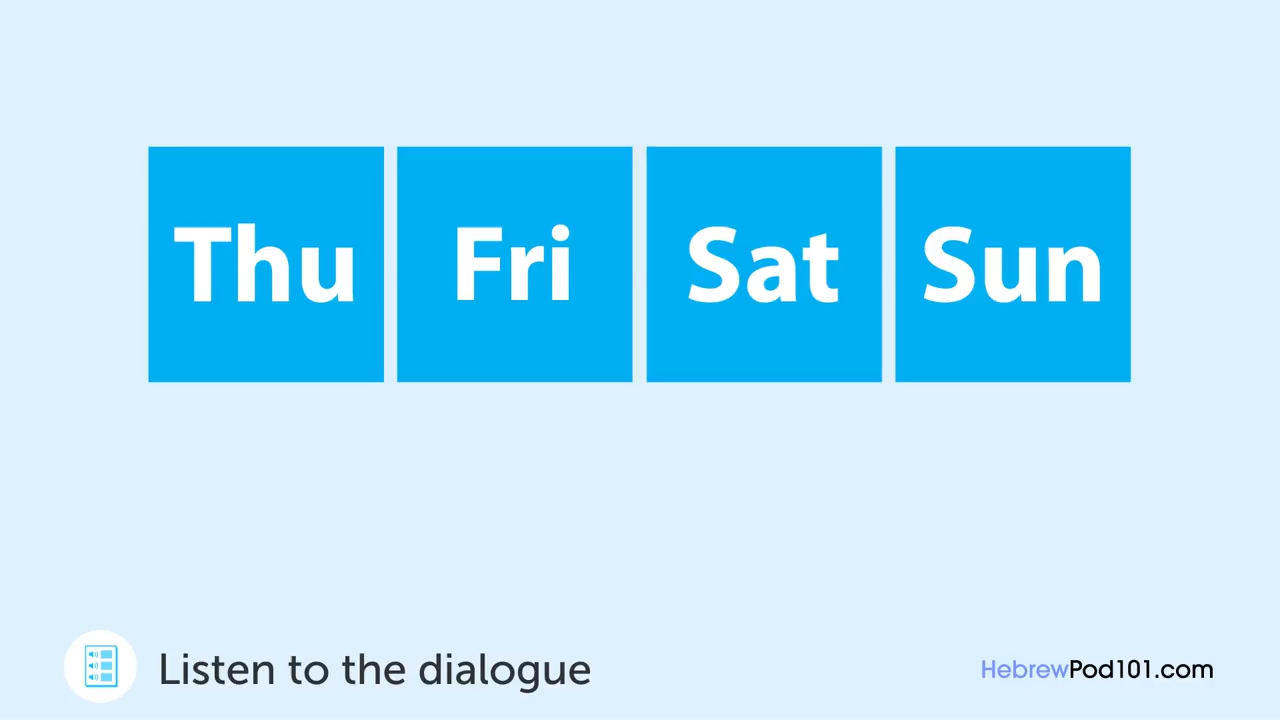 Thu Fri Sat Sun
Listen to the dialogue
HebrewPod101.com